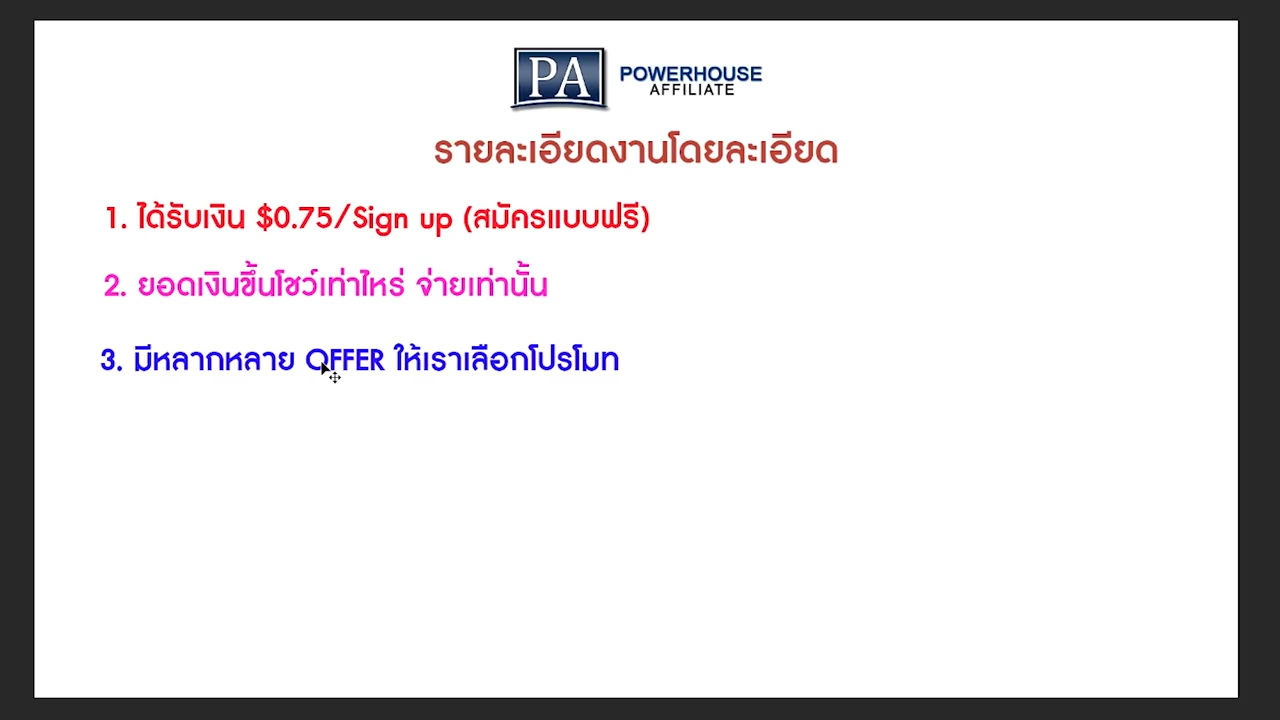 PA
POWERHOUSE
AFFILIATE
รายละเอียดงานโดยละเอียด
1. ได้รับเงิน $0.75/Sign up (สมัครแบบฟรี)
2. ยอดเงินขึ้นโชว์เท่าไหร่ จ่ายเท่านั้น
3. มีหลากหลาย OFFER ให้เราเลือกโปรโมท